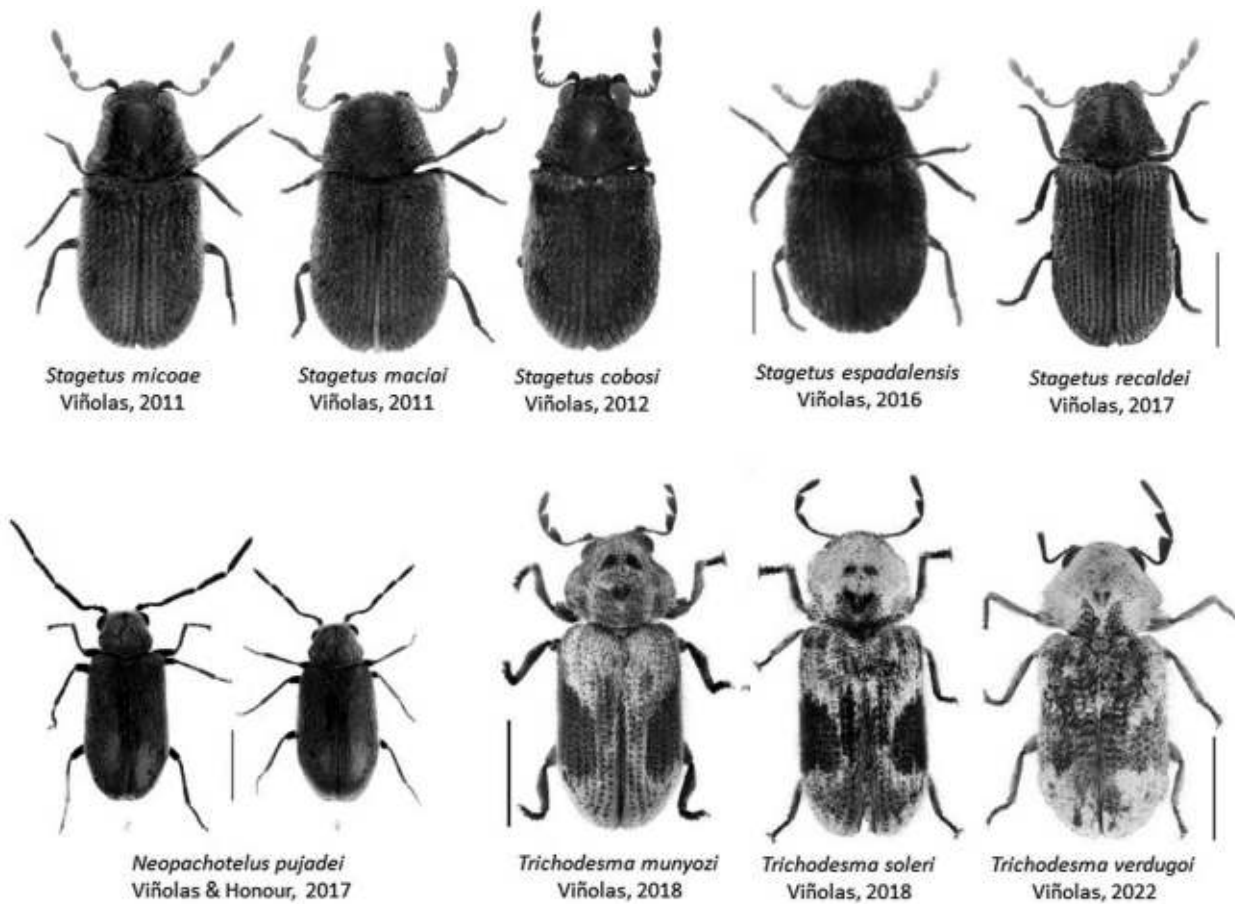 Stagetus micoae
Viñolas, 2011
Stagetus maciai
Viñolas, 2011
Stagetus cobosi
Viñolas, 2012
Stagetus espadalensis
Viñolas, 2016
Stagetus recaldei
Viñolas, 2017
Neopachotelus pujadei
Viñolas & Honour, 2017
Trichodesma munyozi
Viñolas, 2018
Trichodesma soleri
Viñolas, 2018
Trichodesma verdugoi
Viñolas, 2022